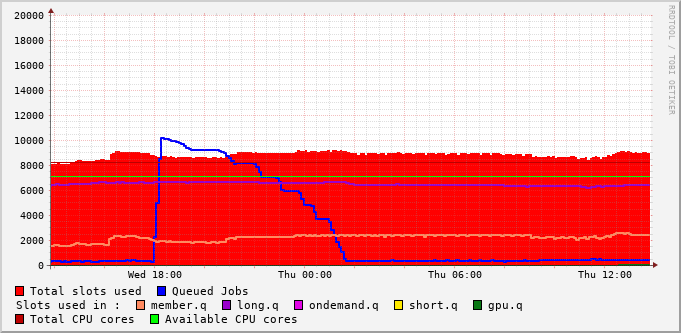 20000
18000
16000
14000
12000
10000
8000
6000
4000
2000
0
Wed 18:00 Thu 00:00 Thu 06:00 Thu 12:00
Total slots used Queued Jobs
Slots used in : member.q long.q ondemand.q short.q gpu.q
Total CPU cores Available CPU cores
RRDTOOL / TOBI OETIKER